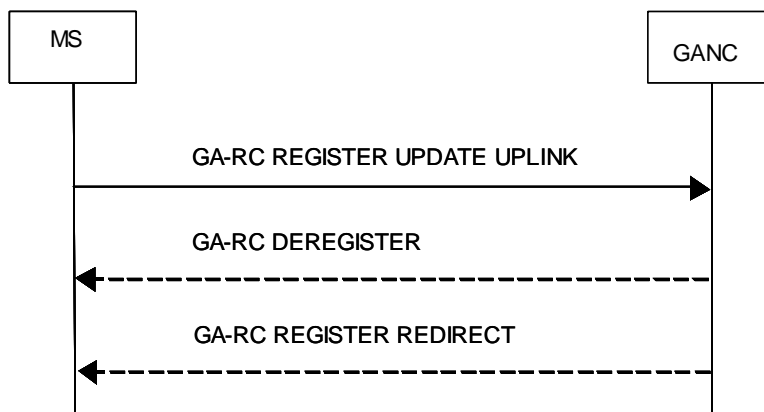 MS
GANC
GA-RC REGISTER UPDATE UPLINK
GA-RC DEREGISTER
GA-RC REGISTER REDIRECT